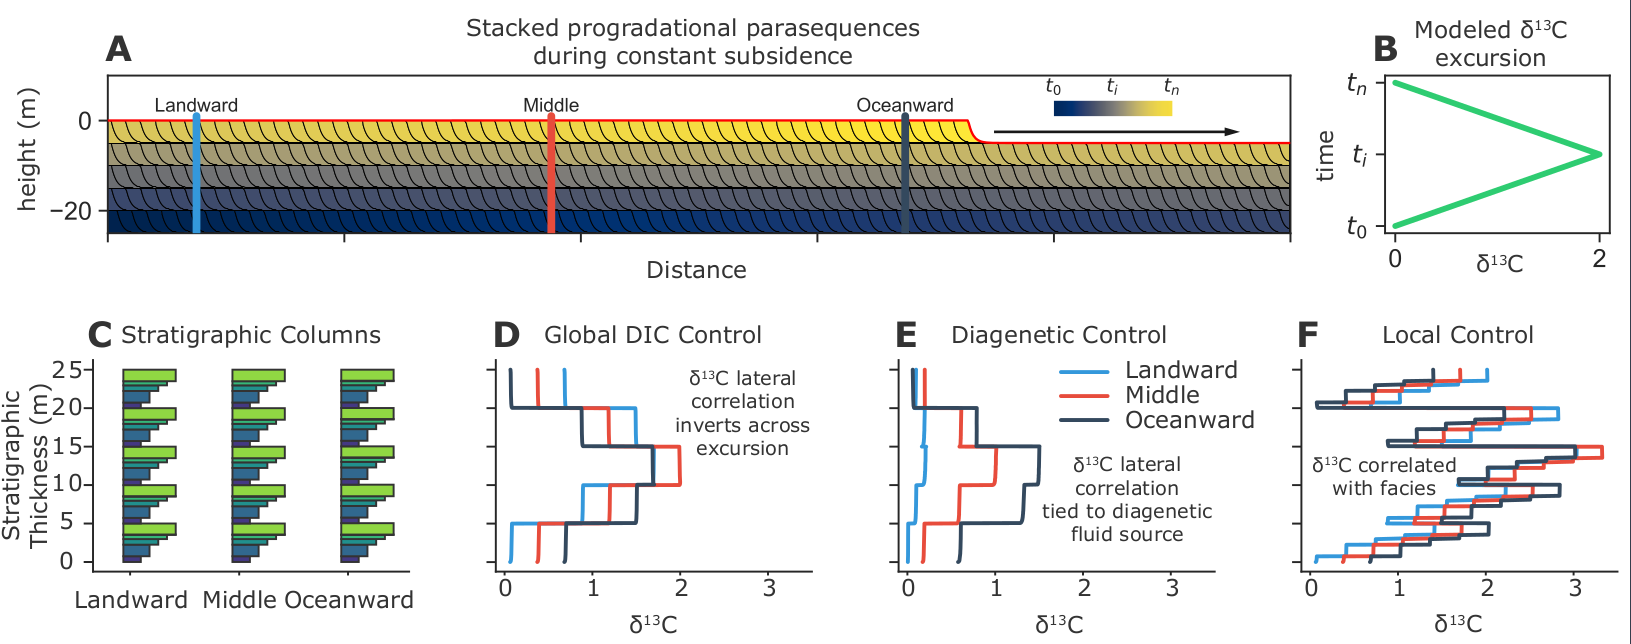 A
Stacked progradational parasequences
during constant subsidence
height (m)
0
−20
Landward
Middle
Oceanward
t0
ti
tn
Distance
B
Modeled δ¹³C
excursion
time
tn
ti
t0
0
2
δ¹³C
C
Stratigraphic Columns
Stratigraphic
Thickness (m)
25
20
15
10
5
0
Landward
Middle
Oceanward
D
Global DIC Control
δ¹³C lateral
correlation
inverts across
excursion
0
1
2
3
δ¹³C
E
Diagenetic Control
Landward
Middle
Oceanward
δ¹³C lateral
correlation
tied to diagenetic
fluid source
0
1
2
3
δ¹³C
F
Local Control
δ¹³C correlated
with facies
0
1
2
3
δ¹³C